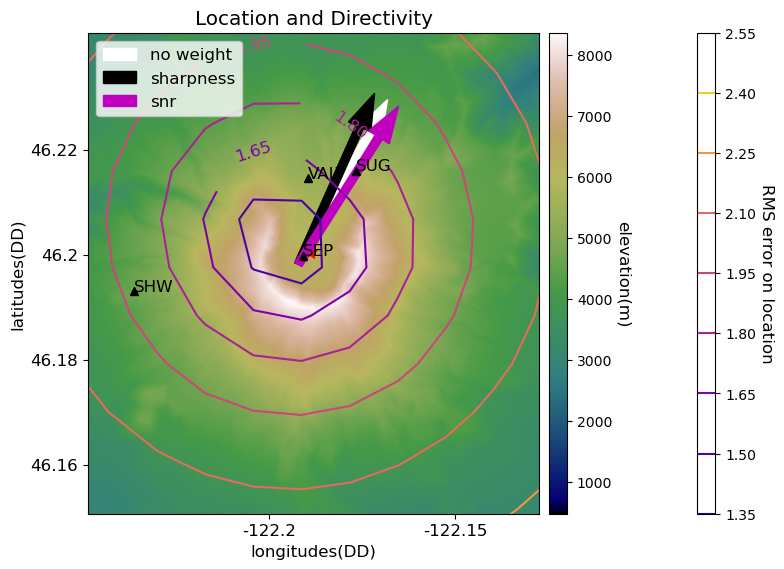 Location and Directivity
no weight
sharpness
snr
1.95
1.80
1.65
VAL
SUG
SEP
SHW
46.22
46.2
46.18
46.16
latitudes(DD)
-122.2
-122.15
longitudes(DD)
8000
7000
6000
5000
4000
3000
2000
1000
elevation(m)
2.55
2.40
2.25
2.10
1.95
1.80
1.65
1.50
1.35
RMS error on location